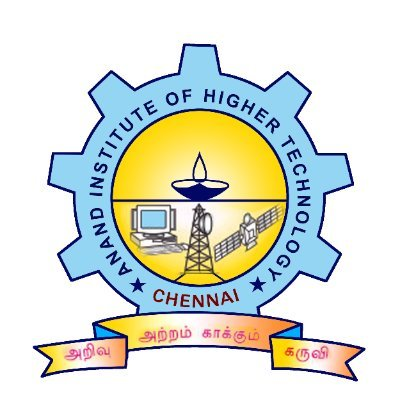 ANAND INSTITUTE OF HIGHER TECHNOLOGY
CHENNAI
அறிவு அற்றம் காக்கும் கருவி